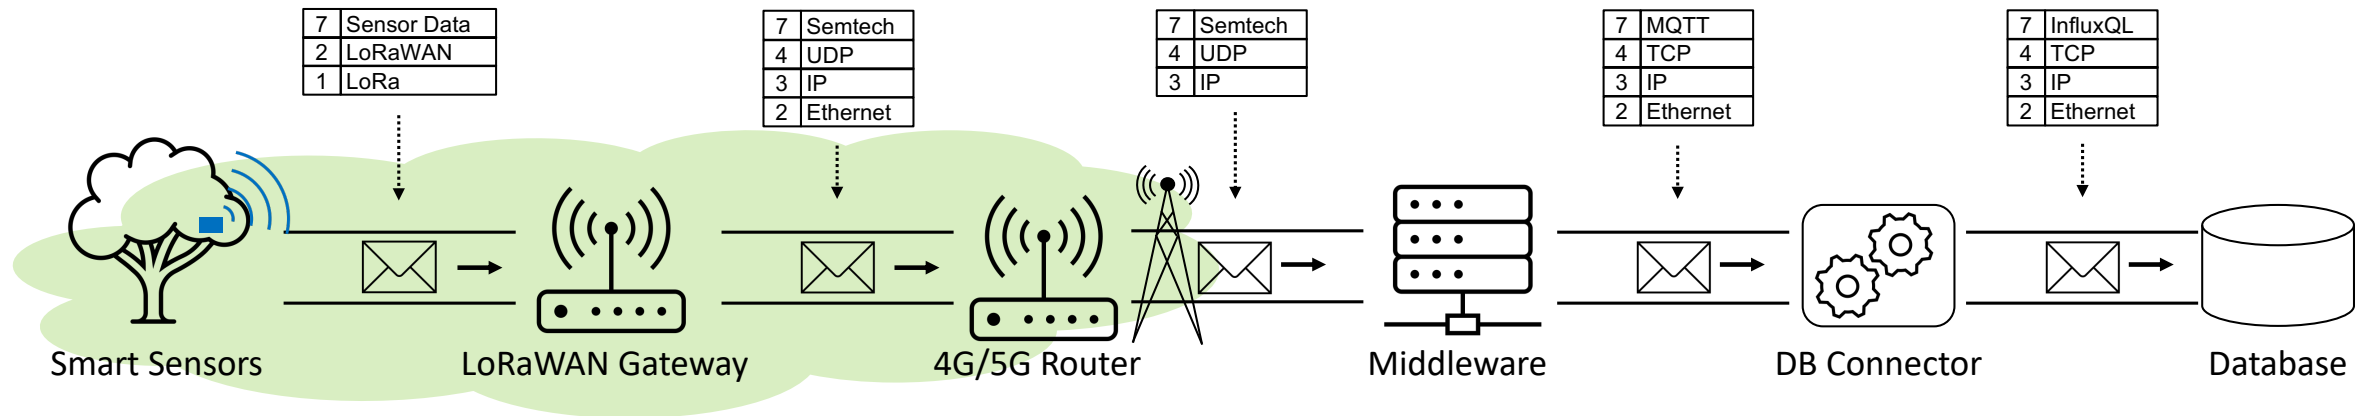 7 Sensor Data
2 LoRaWAN
1 LoRa
7 Semtech
4 UDP
3 IP
2 Ethernet
7 Semtech
4 UDP
3 IP
7 MQTT
4 TCP
3 IP
2 Ethernet
7 InfluxQL
4 TCP
3 IP
2 Ethernet
Smart Sensors
LoRaWAN Gateway
4G/5G Router
Middleware
DB Connector
Database